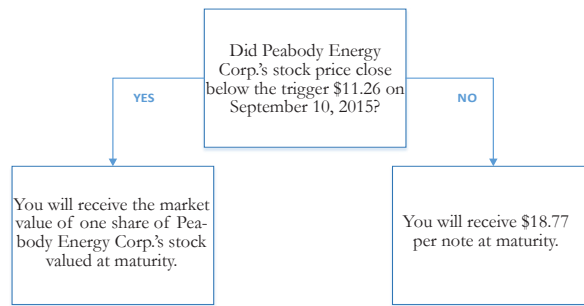 Did Peabody Energy
Corp.'s stock price close
below the trigger $11.26 on
September 10, 2015?
YES
NO
You will receive the market
value of one share of Pea-
body Energy Corp.'s stock
valued at maturity.
You will receive $18.77
per note at maturity.